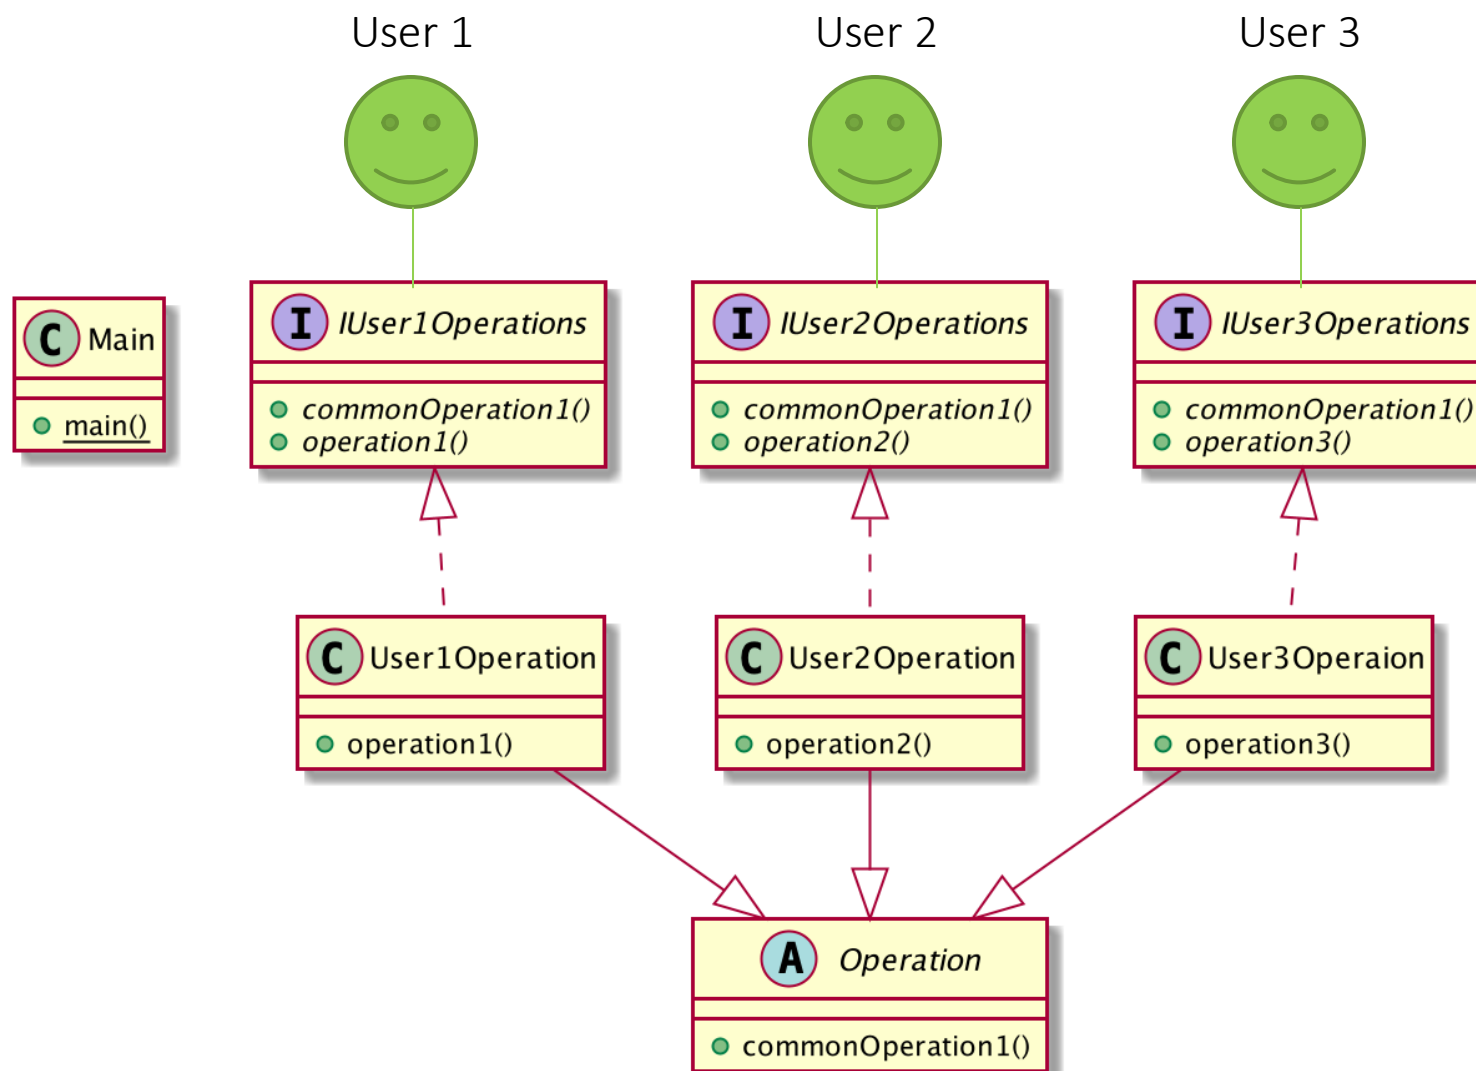 User 1
User 2
User 3
C Main
main()
I IUser1Operations
commonOperation1()
operation1()
I IUser2Operations
commonOperation1()
operation2()
I IUser3Operations
commonOperation1()
operation3()
C User1Operation
operation1()
C User2Operation
operation2()
C User3Operaion
operation3()
A Operation
commonOperation1()